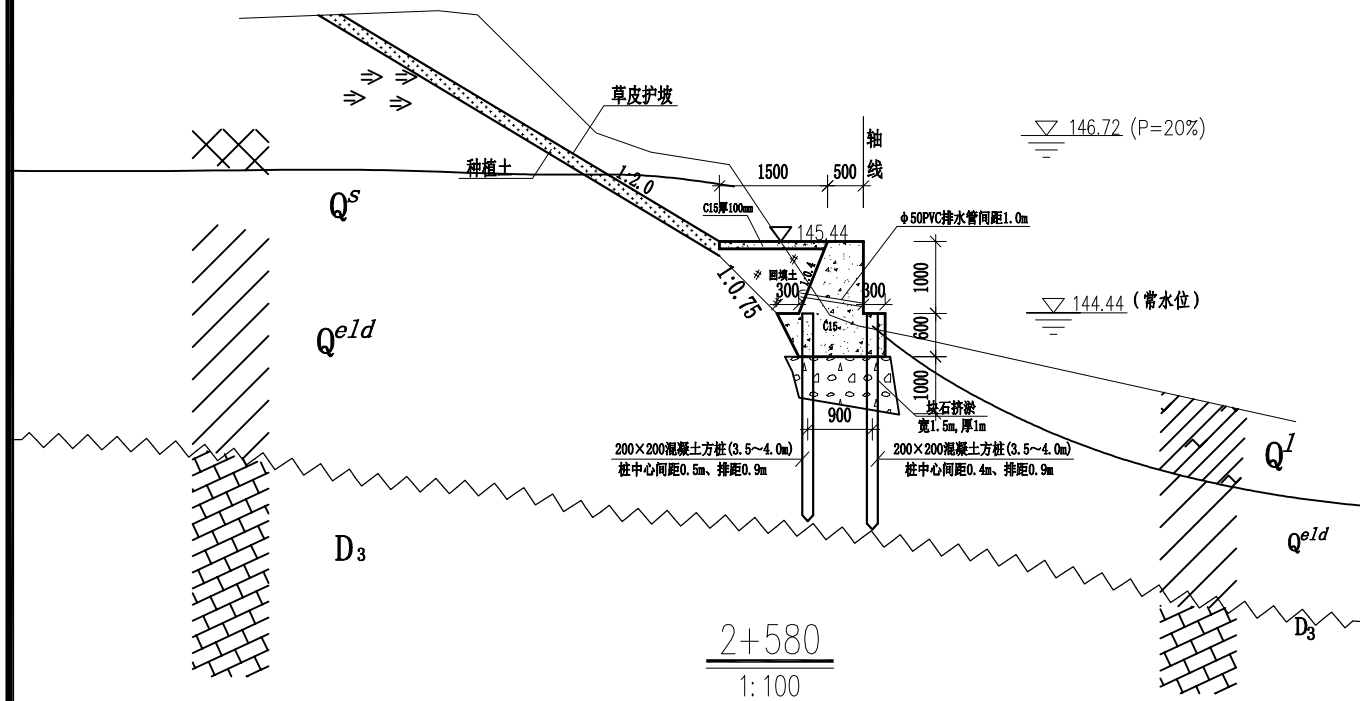 草皮护坡
种植土
1:2.0
1500
500
轴线
146.72 (P=20%)
Qˢ
C15厚100mm
145.44
φ50PVC排水管间距1.0m
1:0.75
回填土
1:0.4
300
300
1000
144.44 (常水位)
C15
600
1000
Qᵉˡᵈ
块石挤淤
宽1.5m,厚1m
900
200×200混凝土方桩(3.5～4.0m)
桩中心间距0.5m、排距0.9m
200×200混凝土方桩(3.5～4.0m)
桩中心间距0.4m、排距0.9m
Qˡ
D₃
Qᵉˡᵈ
D₃
2+580
1:100